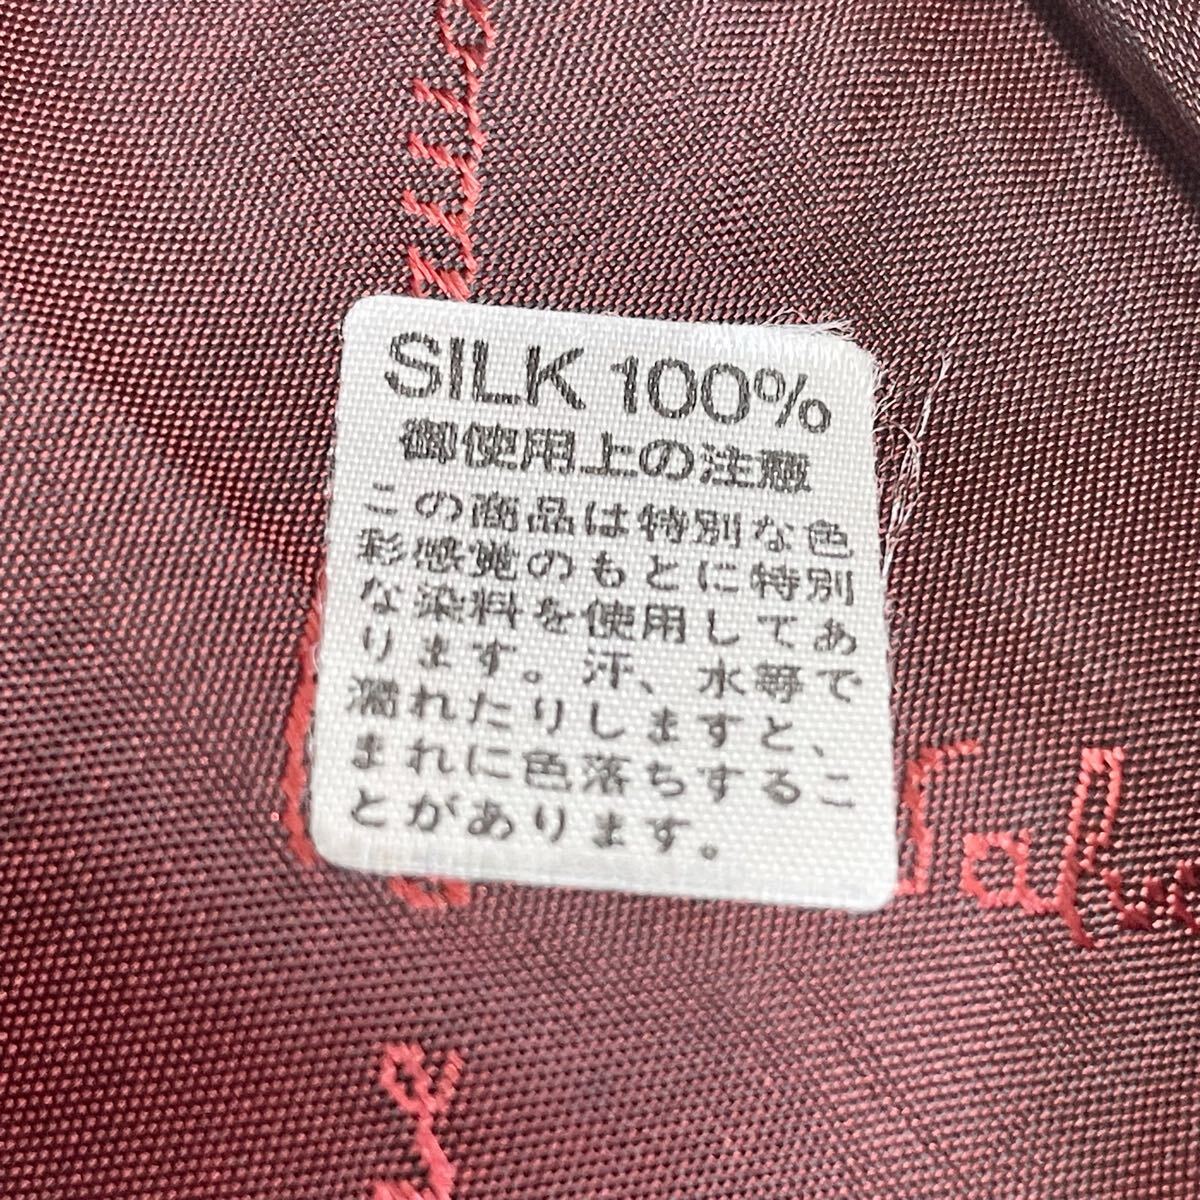 SILK 100%
御使用上の注意
この商品は特別な色
彩感覚のもとに特別
な染料を使用してあ
ります。汗、水等で
濡れたりしますと、
まれに色落ちするこ
とがあります。